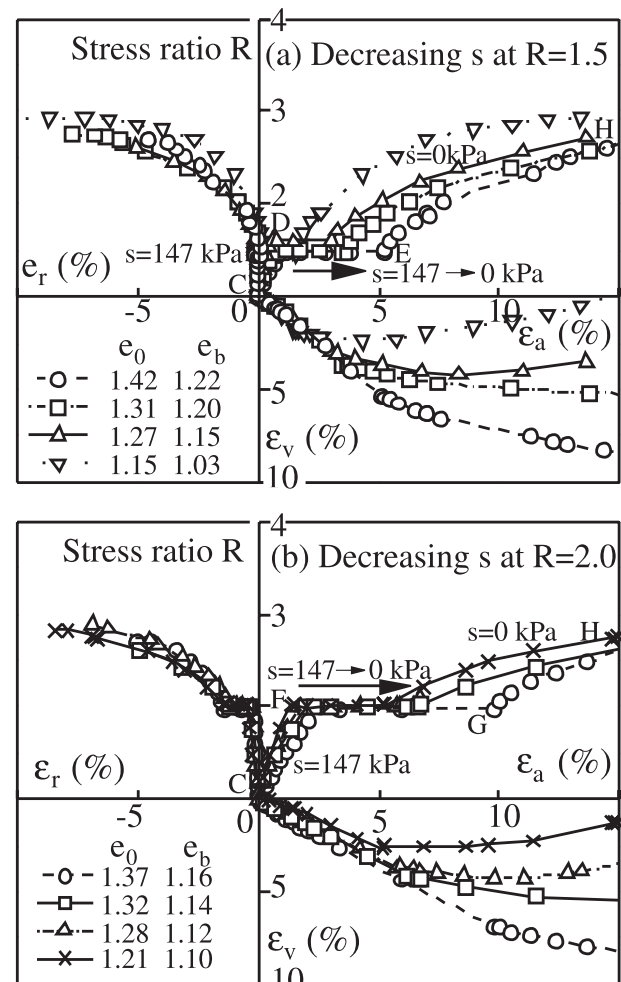 4
Stress ratio R
(a) Decreasing s at R=1.5
3
H
s=0kPa
2
D
s=147 kPa
E
e_r (%)
s=147→0 kPa
C
-5
0
5
10
ε_a (%)
e_0 e_b
1.42 1.22
5
1.31 1.20
1.27 1.15
ε_v (%)
1.15 1.03
10
4
Stress ratio R
(b) Decreasing s at R=2.0
3
H
s=0 kPa
s=147→0 kPa
F
G
s=147 kPa
ε_r (%)
ε_a (%)
C
-5
0
5
10
e_0 e_b
1.37 1.16
5
1.32 1.14
1.28 1.12
ε_v (%)
1.21 1.10
10